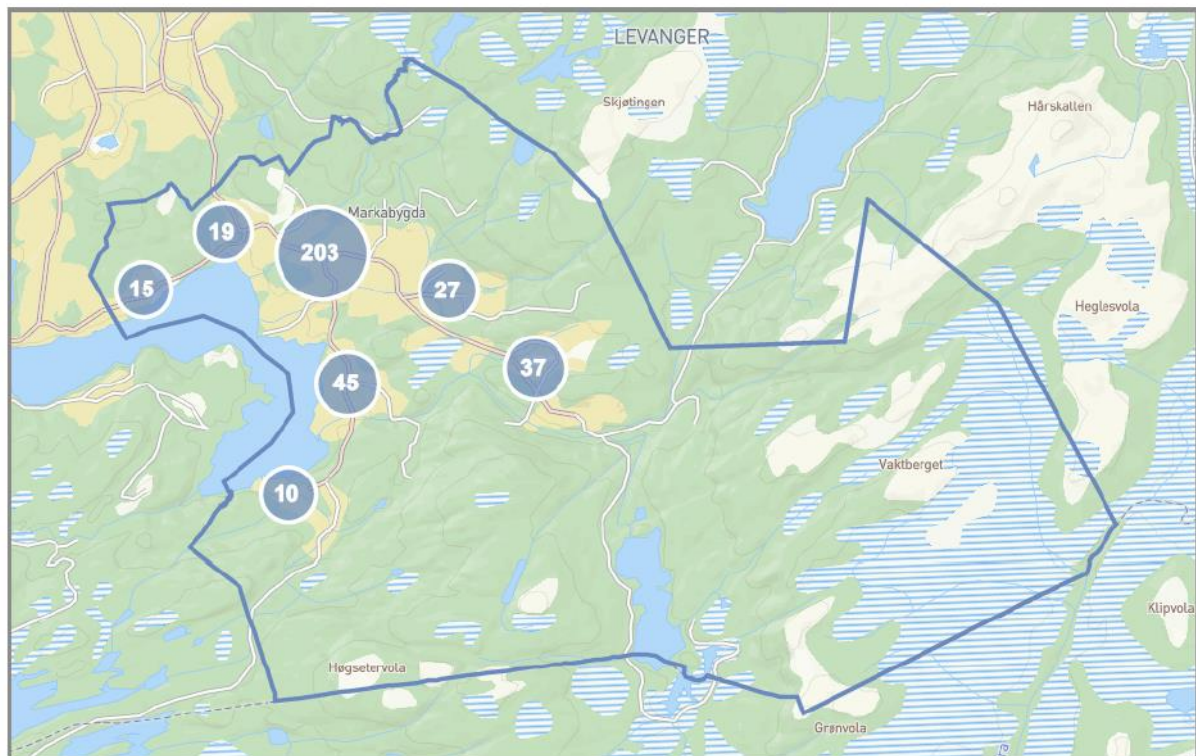 LEVANGER
Skjøtingen
Hårskallen
Markabygda
19
203
15
27
Heglesvola
37
45
Vaktberget
10
Klipvola
Høgsetervola
Grønvola